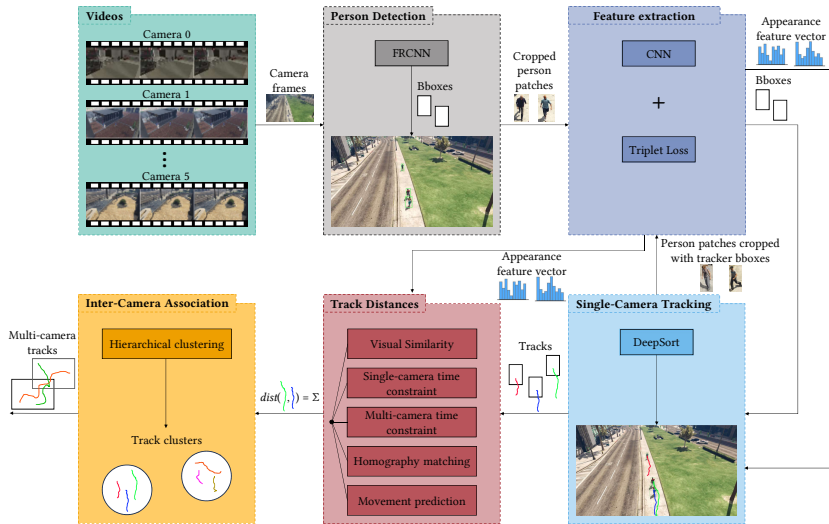 Videos
Camera 0
Camera 1
Camera 5
Camera
frames
Person Detection
FRCNN
Bboxes
Cropped
person
patches
Feature extraction
CNN
+
Triplet Loss
Appearance
feature vector
Bboxes
Person patches cropped
with tracker bboxes
Appearance
feature vector
Single-Camera Tracking
DeepSort
Tracks
Track Distances
Visual Similarity
Single-camera time
constraint
Multi-camera time
constraint
Homography matching
Movement prediction
dist( , ) = Σ
Inter-Camera Association
Hierarchical clustering
Track clusters
Multi-camera
tracks